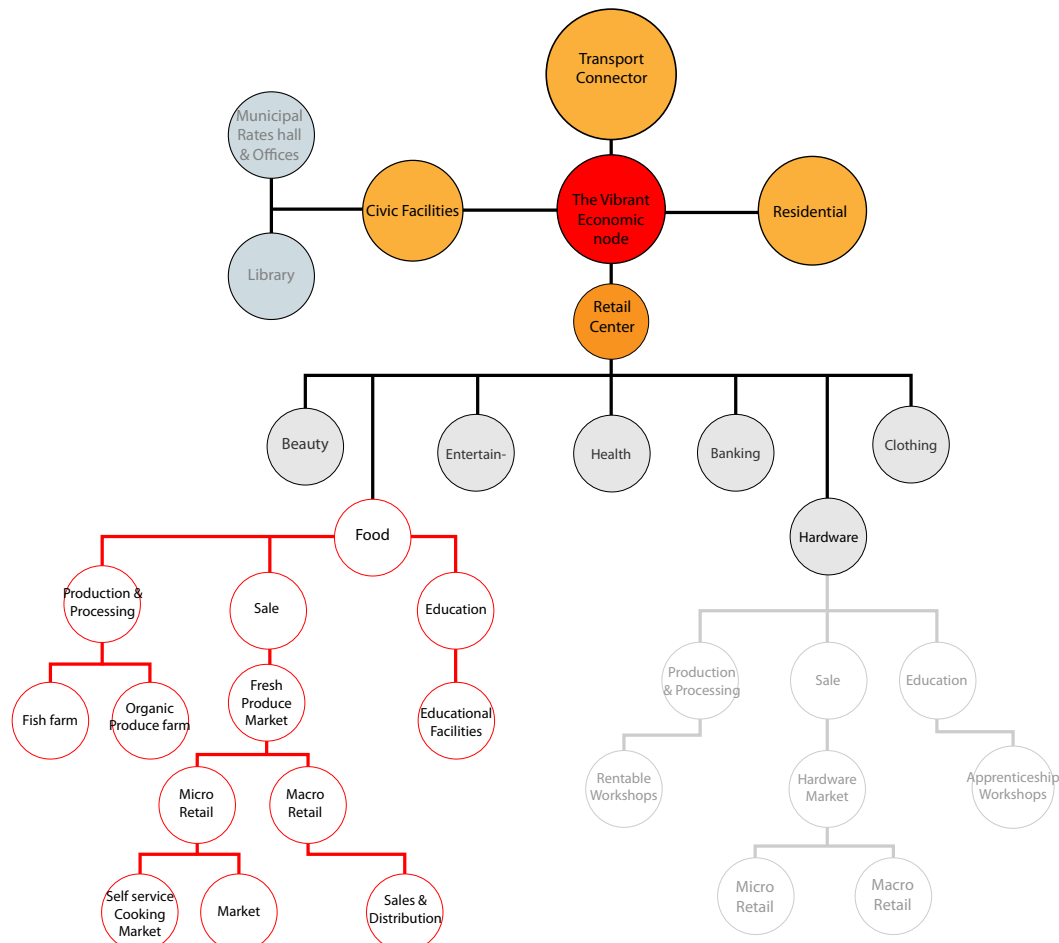 Transport
Connector
Municipal
Rates hall
& Offices
Civic Facilities
The Vibrant
Economic
node
Residential
Library
Retail
Center
Beauty
Entertain-
Health
Banking
Clothing
Food
Hardware
Production &
Processing
Sale
Education
Production
& Processing
Sale
Education
Fish farm
Organic
Produce farm
Fresh
Produce
Market
Educational
Facilities
Rentable
Workshops
Hardware
Market
Apprenticeship
Workshops
Micro
Retail
Macro
Retail
Self service
Cooking
Market
Market
Sales &
Distribution
Micro
Retail
Macro
Retail